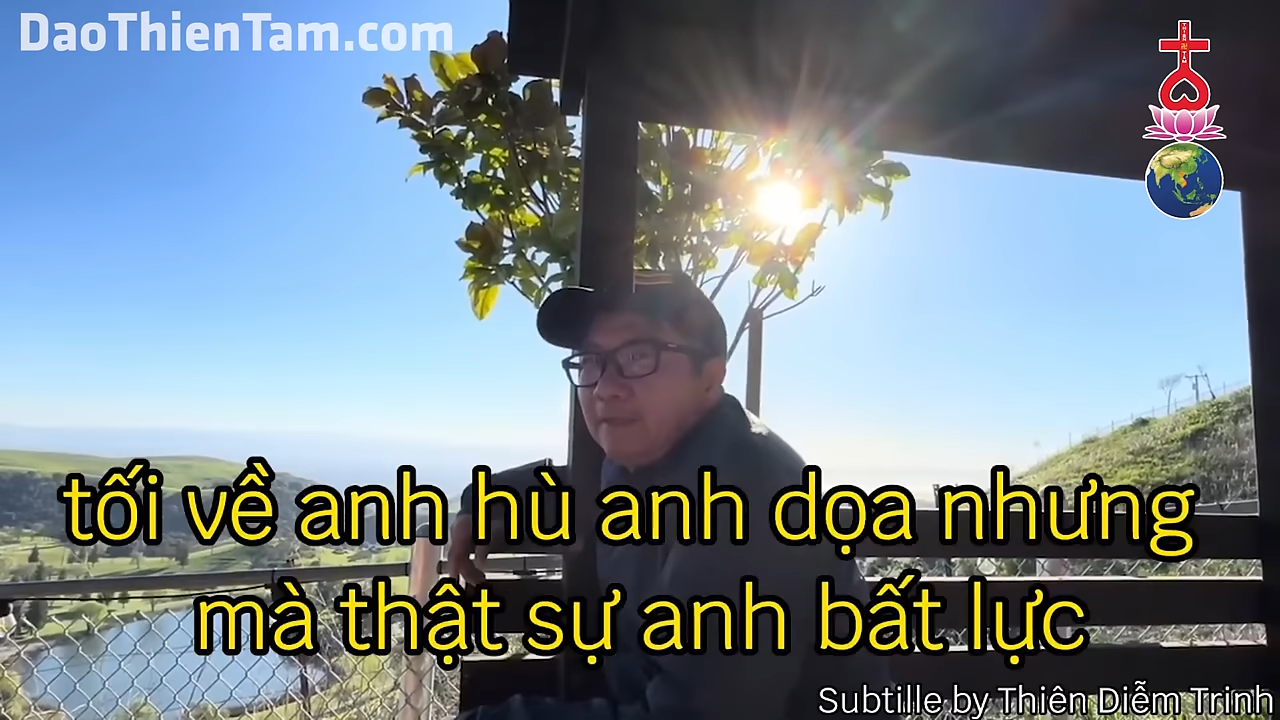 DaoThienTam.com
tối về anh hù anh dọa nhưng
mà thật sự anh bất lực
Subtille by Thiên Diễm Trinh